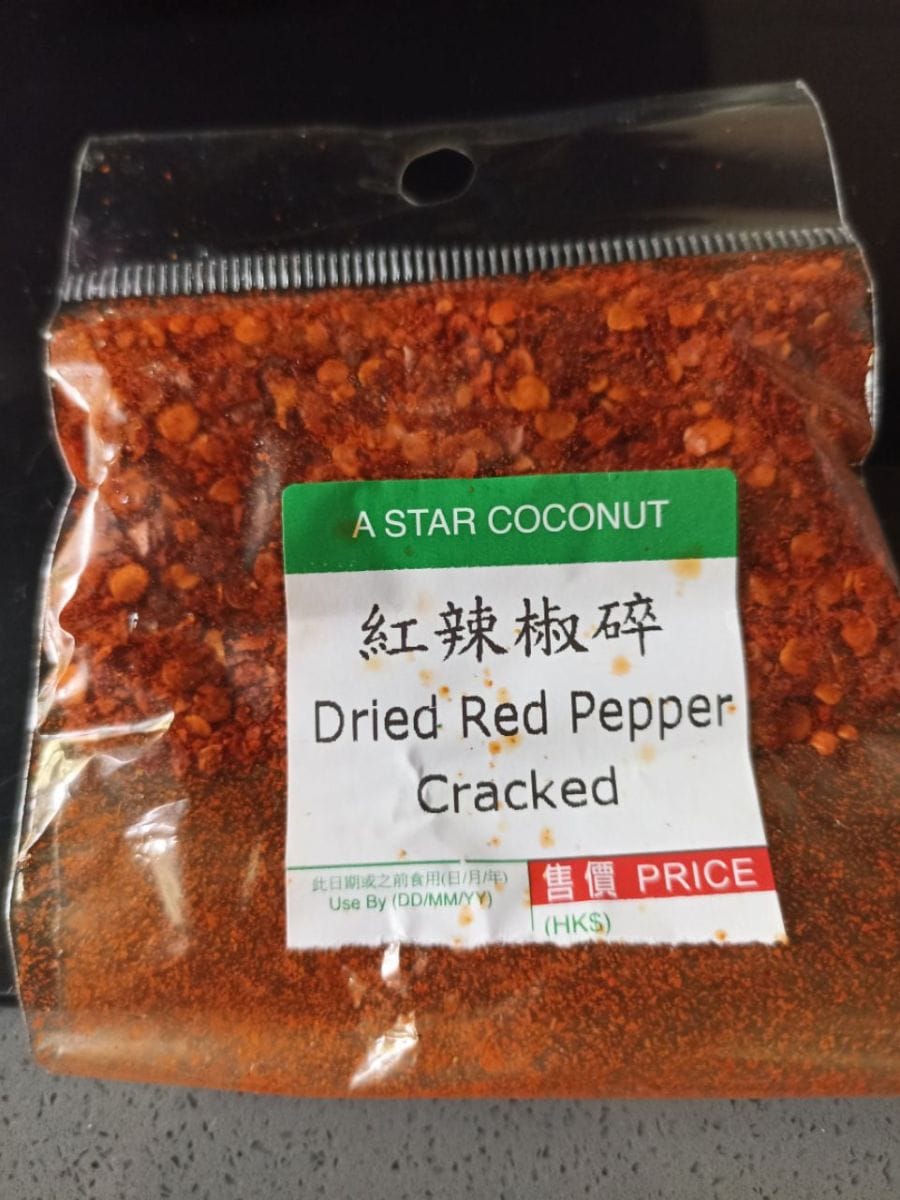 A STAR COCONUT
紅辣椒碎
Dried Red Pepper
Cracked
此日期或之前食用(日/月/年)
Use By (DD/MM/YY)
售價 PRICE
(HK$)